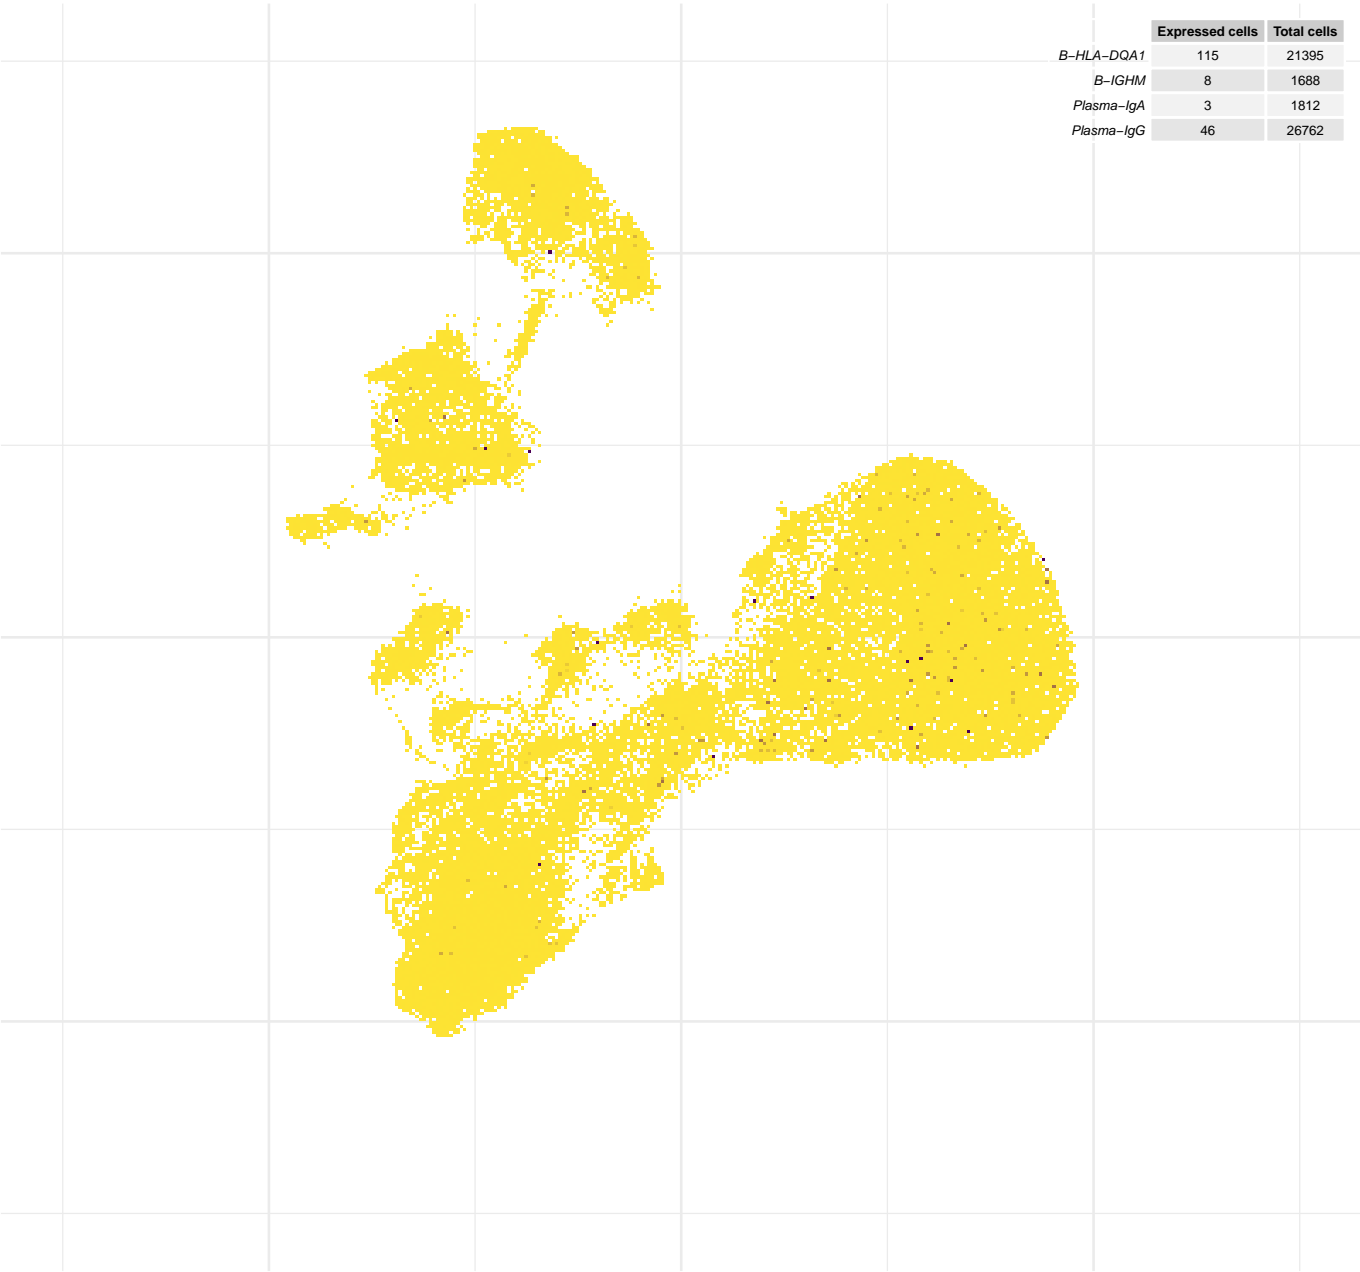 Expressed cells Total cells
B−HLA−DQA1 115 21395
B−IGHM 8 1688
Plasma−IgA 3 1812
Plasma−IgG 46 26762